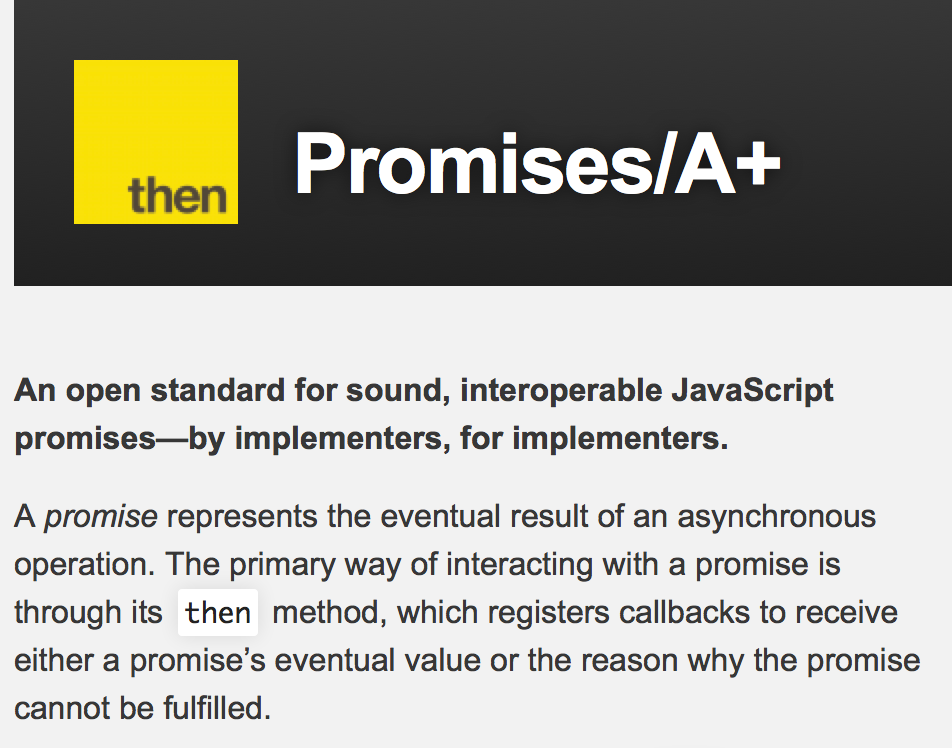 then
Promises/A+
An open standard for sound, interoperable JavaScript
promises—by implementers, for implementers.
A promise represents the eventual result of an asynchronous
operation. The primary way of interacting with a promise is
through its then method, which registers callbacks to receive
either a promise’s eventual value or the reason why the promise
cannot be fulfilled.